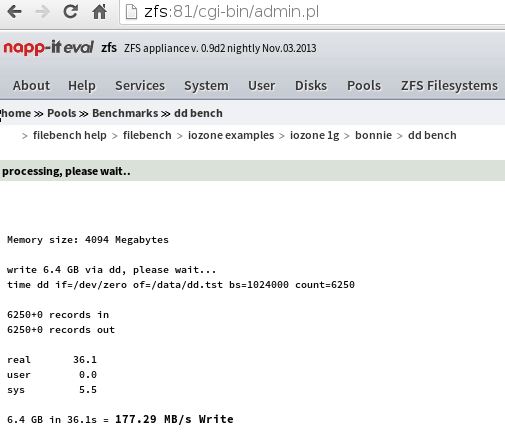 zfs:81/cgi-bin/admin.pl
napp-it eval zfs ZFS appliance v. 0.9d2 nightly Nov.03.2013
About Help Services System User Disks Pools ZFS Filesystems
home >> Pools >> Benchmarks >> dd bench
> filebench help > filebench > iozone examples > iozone 1g > bonnie > dd bench
processing, please wait..
Memory size: 4094 Megabytes
write 6.4 GB via dd, please wait...
time dd if=/dev/zero of=/data/dd.tst bs=1024000 count=6250
6250+0 records in
6250+0 records out
real 36.1
user 0.0
sys 5.5
6.4 GB in 36.1s = 177.29 MB/s Write